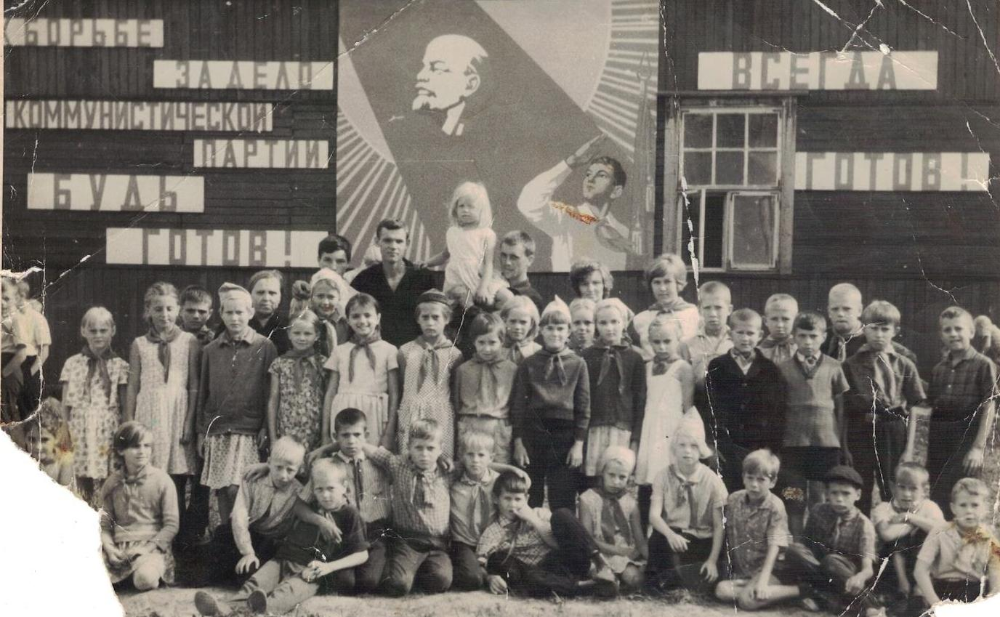 БОРЬБЕ
ЗА ДЕЛО
КОММУНИСТИЧЕСКОЙ
ПАРТИИ
БУДЬ
ГОТОВ!
ВСЕГДА
ГОТОВ!